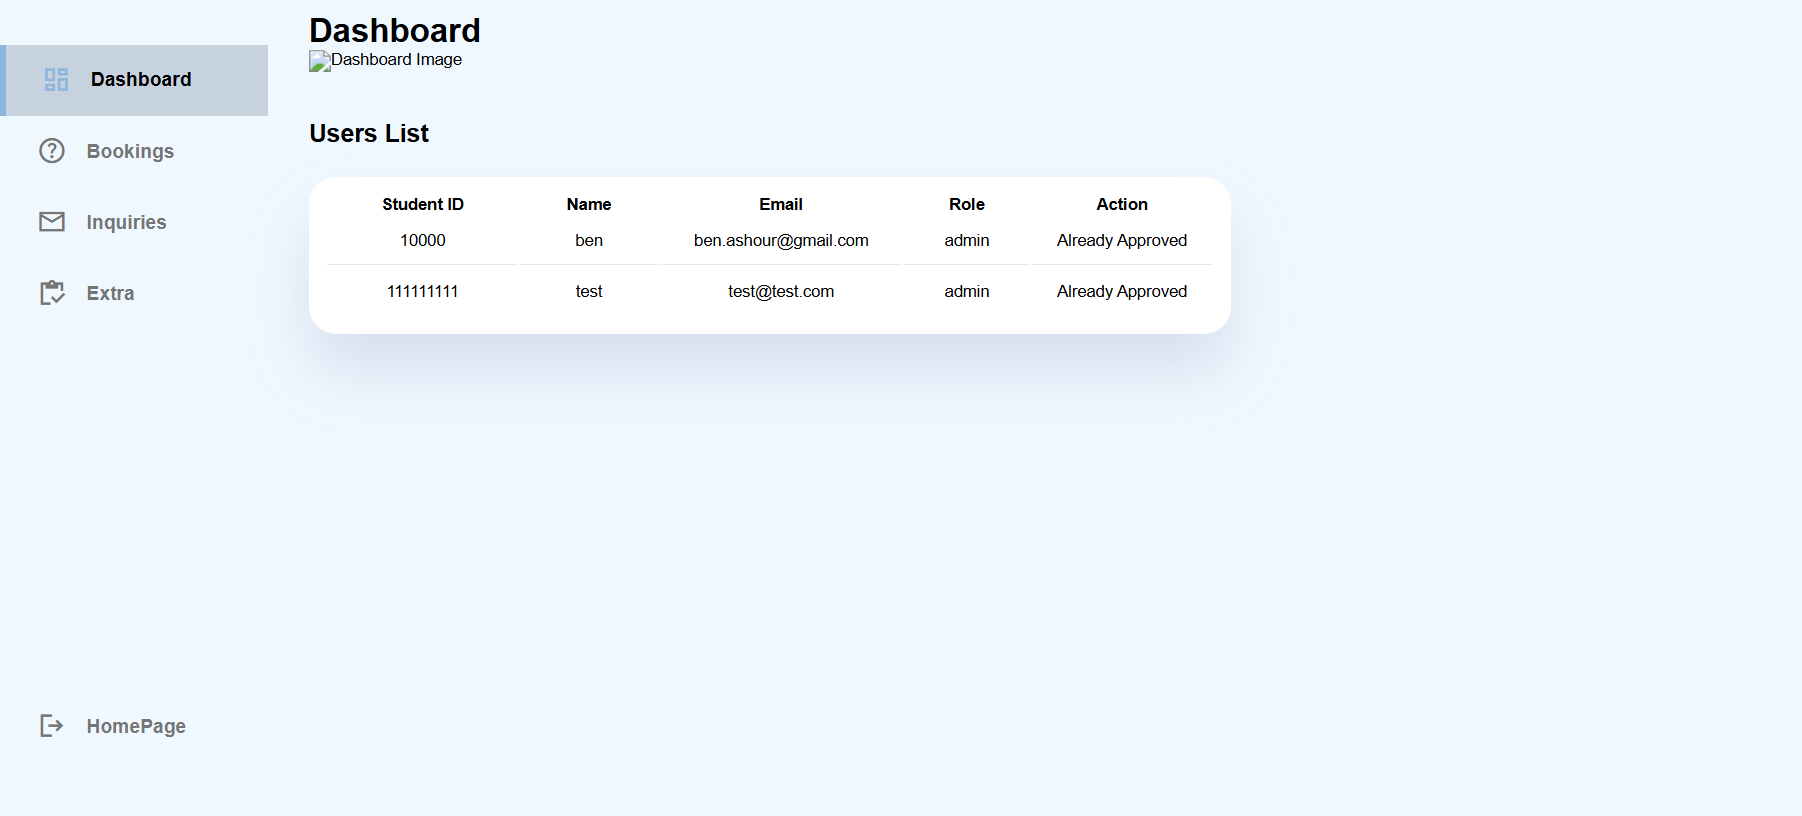 Dashboard
Bookings
Inquiries
Extra
HomePage
Dashboard
Dashboard Image
Users List
Student ID Name Email Role Action
10000 ben ben.ashour@gmail.com admin Already Approved
111111111 test test@test.com admin Already Approved